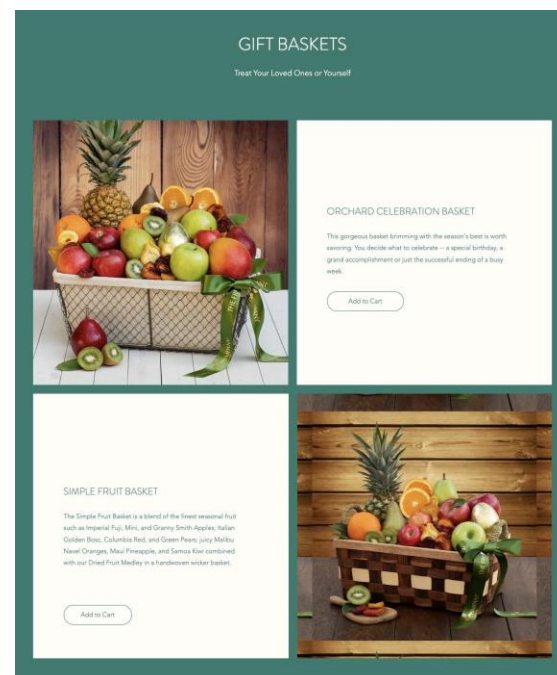 GIFT BASKETS
Treat Your Loved Ones or Yourself
ORCHARD CELEBRATION BASKET
This gorgeous basket brimming with the season's best is worth
savoring. You decide what to celebrate – a special birthday, a
grand accomplishment or just the successful ending of a busy
week.
Add to Cart
SIMPLE FRUIT BASKET
The Simple Fruit Basket is a blend of the finest seasonal fruit
such as Imperial Fuji, Mini, and Granny Smith Apples; Italian
Golden Bosc, Columbia Red, and Green Pears; juicy Malibu
Navel Oranges, Maui Pineapple, and Samoa Kiwi combined
with our Dried Fruit Medley in a handwoven wicker basket.
Add to Cart